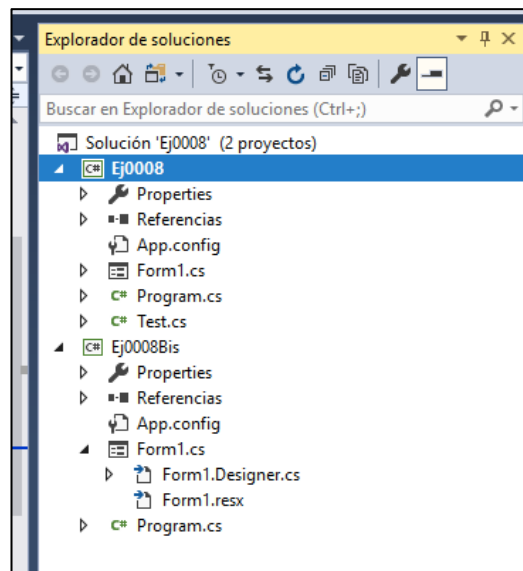 Explorador de soluciones
Buscar en Explorador de soluciones (Ctrl+;)
Solución 'Ej0008' (2 proyectos)
C# Ej0008
Properties
Referencias
App.config
Form1.cs
C# Program.cs
C# Test.cs
C# Ej0008Bis
Properties
Referencias
App.config
Form1.cs
Form1.Designer.cs
Form1.resx
C# Program.cs